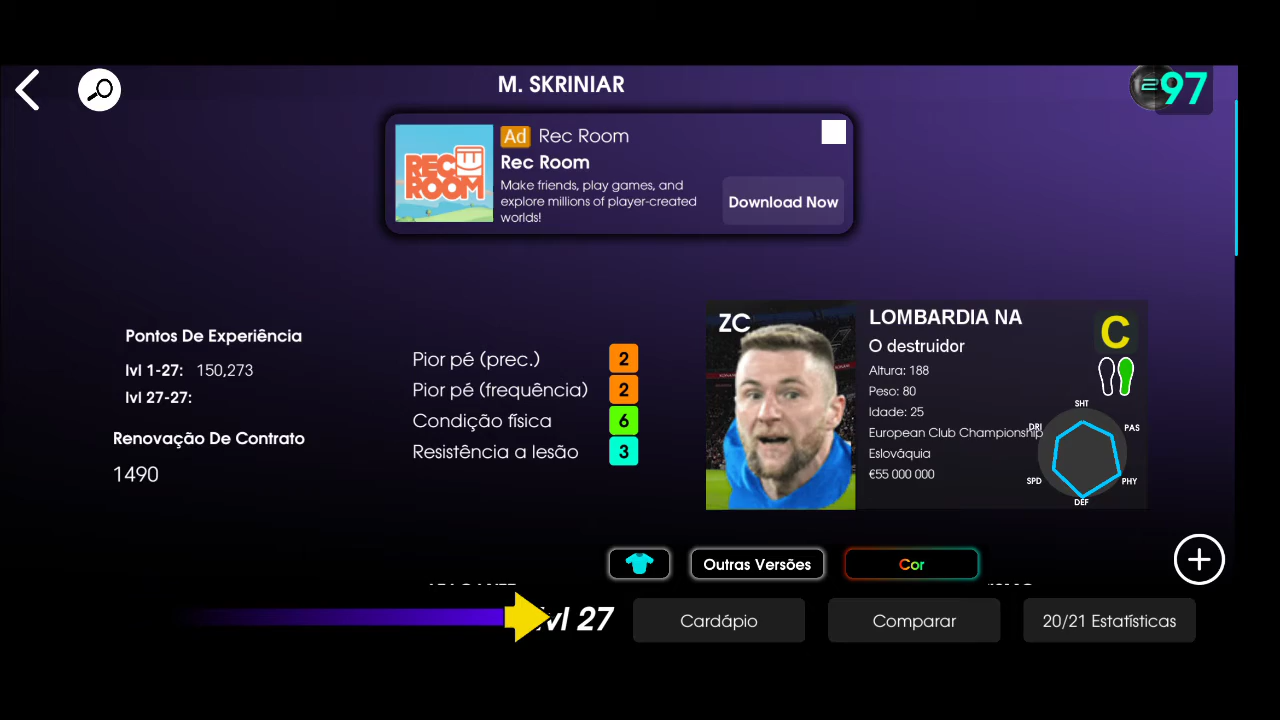 M. SKRINIAR
97
Ad Rec Room
Rec Room
Make friends, play games, and
explore millions of player-created
worlds!
Download Now
REC
ROOM
Pontos De Experiência
lvl 1-27: 150,273
lvl 27-27:
Renovação De Contrato
1490
Pior pé (prec.) 2
Pior pé (frequência) 2
Condição física 6
Resistência a lesão 3
ZC
LOMBARDIA NA
C
O destruidor
Altura: 188
Peso: 80
Idade: 25
European Club Championship
Eslováquia
€55 000 000
SHT
DRI
PAS
SPD
PHY
DEF
Outras Versões
Cor
lvl 27
Cardápio
Comparar
20/21 Estatísticas